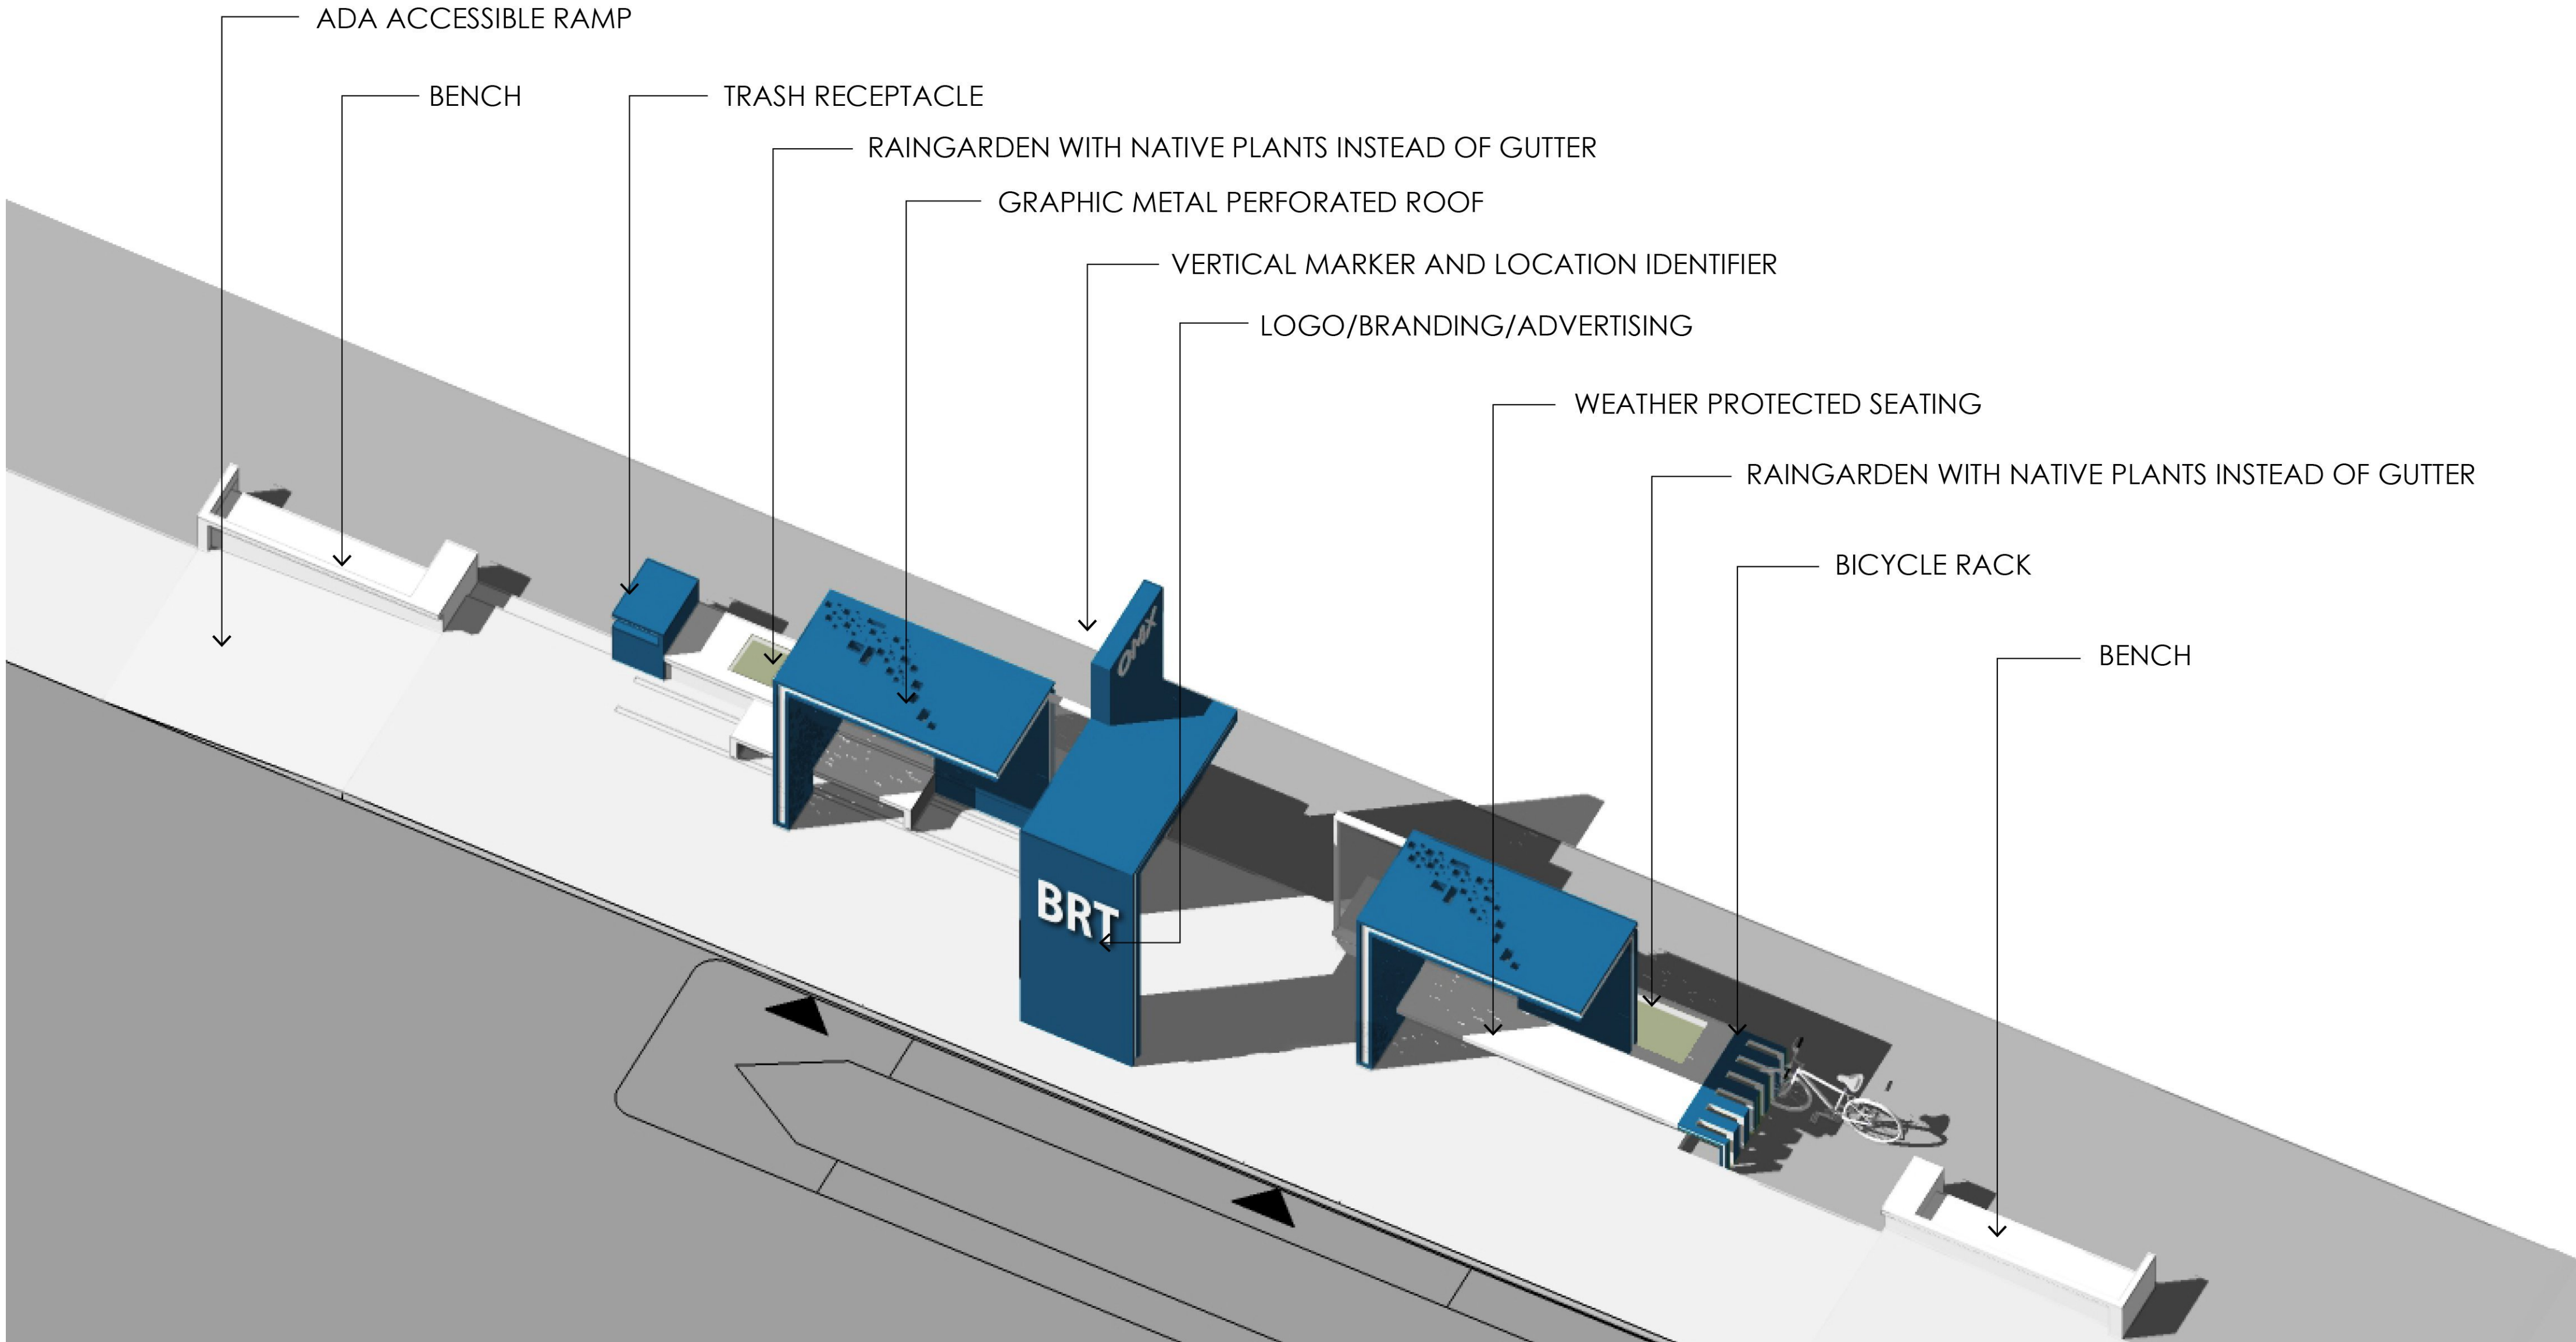 ADA ACCESSIBLE RAMP
BENCH
TRASH RECEPTACLE
RAINGARDEN WITH NATIVE PLANTS INSTEAD OF GUTTER
GRAPHIC METAL PERFORATED ROOF
VERTICAL MARKER AND LOCATION IDENTIFIER
LOGO/BRANDING/ADVERTISING
WEATHER PROTECTED SEATING
RAINGARDEN WITH NATIVE PLANTS INSTEAD OF GUTTER
BICYCLE RACK
BENCH
OMX
BRT